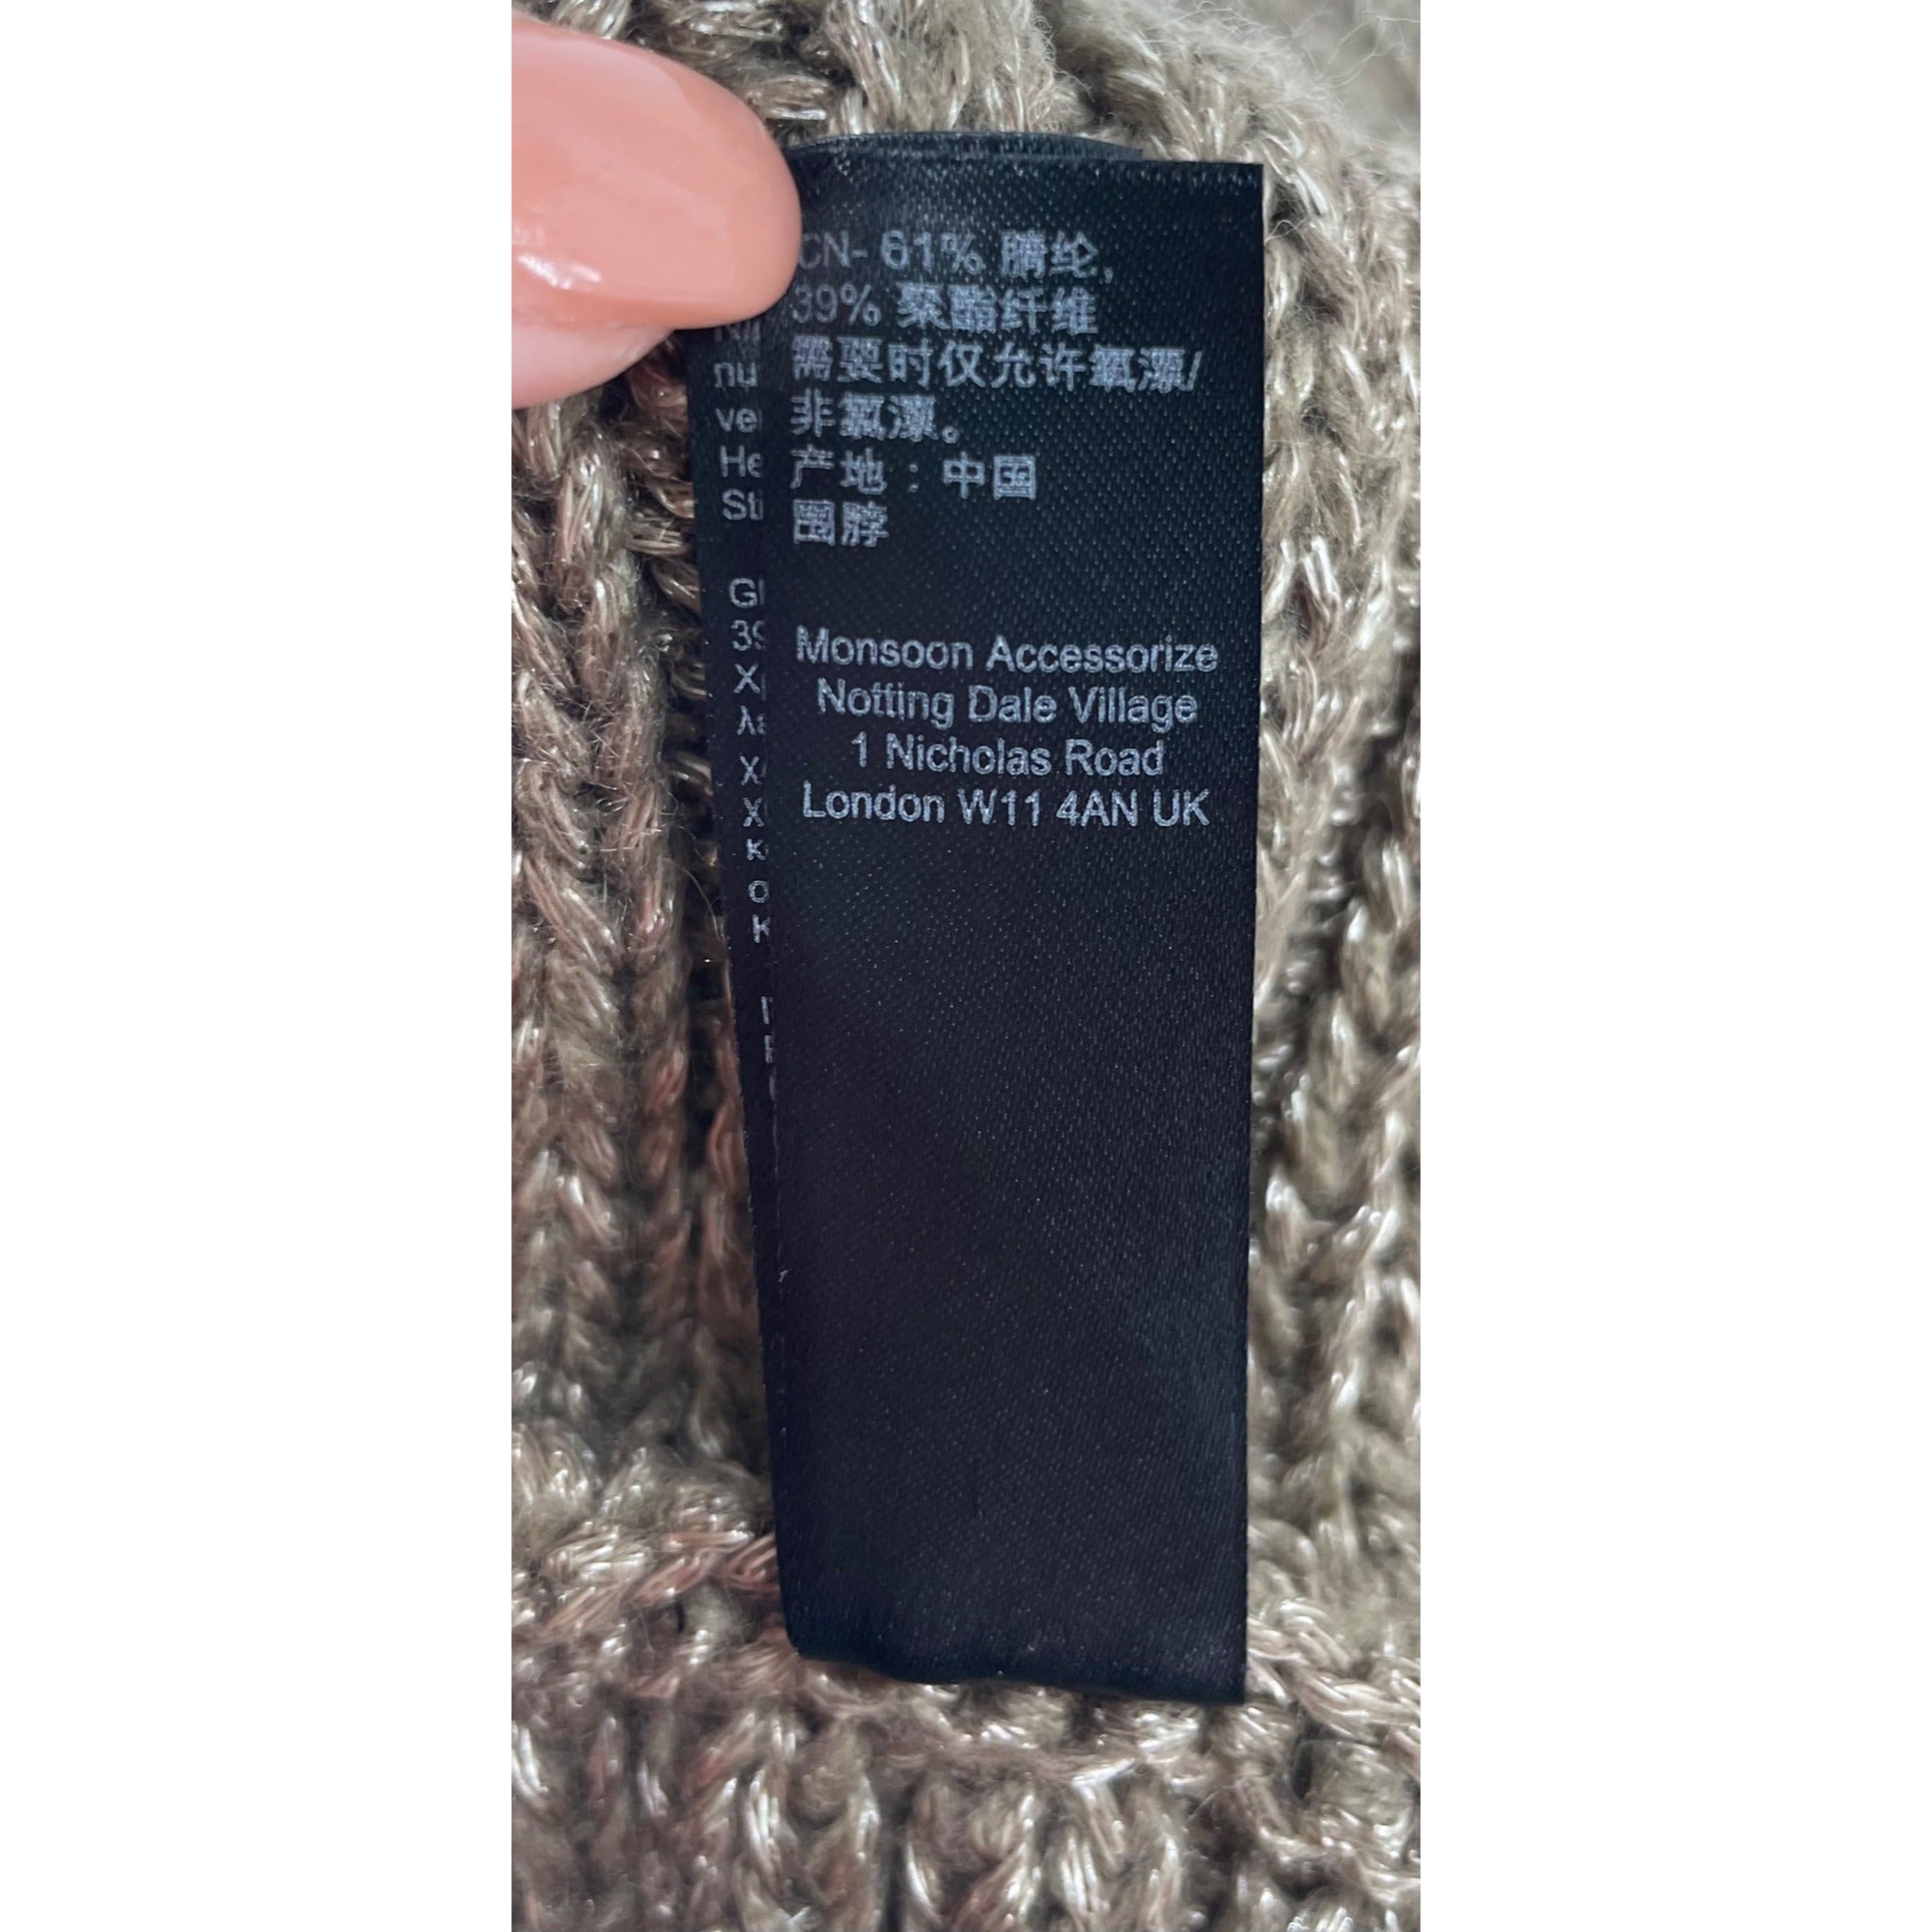 CN- 61% 腈纶,
39% 聚酯纤维
需要时仅允许氧漂/
非氯漂。
产地：中国
围脖
Monsoon Accessorize
Notting Dale Village
1 Nicholas Road
London W11 4AN UK